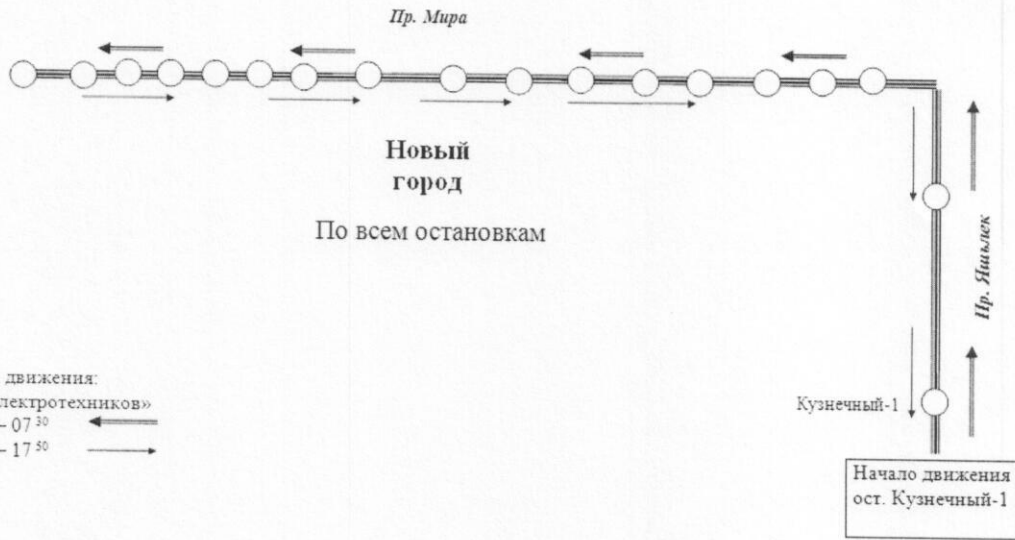 Пр. Мира
Новый
город
По всем остановкам
Пр. Яшьлек
движения:
лектротехников»
– 07 30
– 17 50
Кузнечный-1
Начало движения
ост. Кузнечный-1